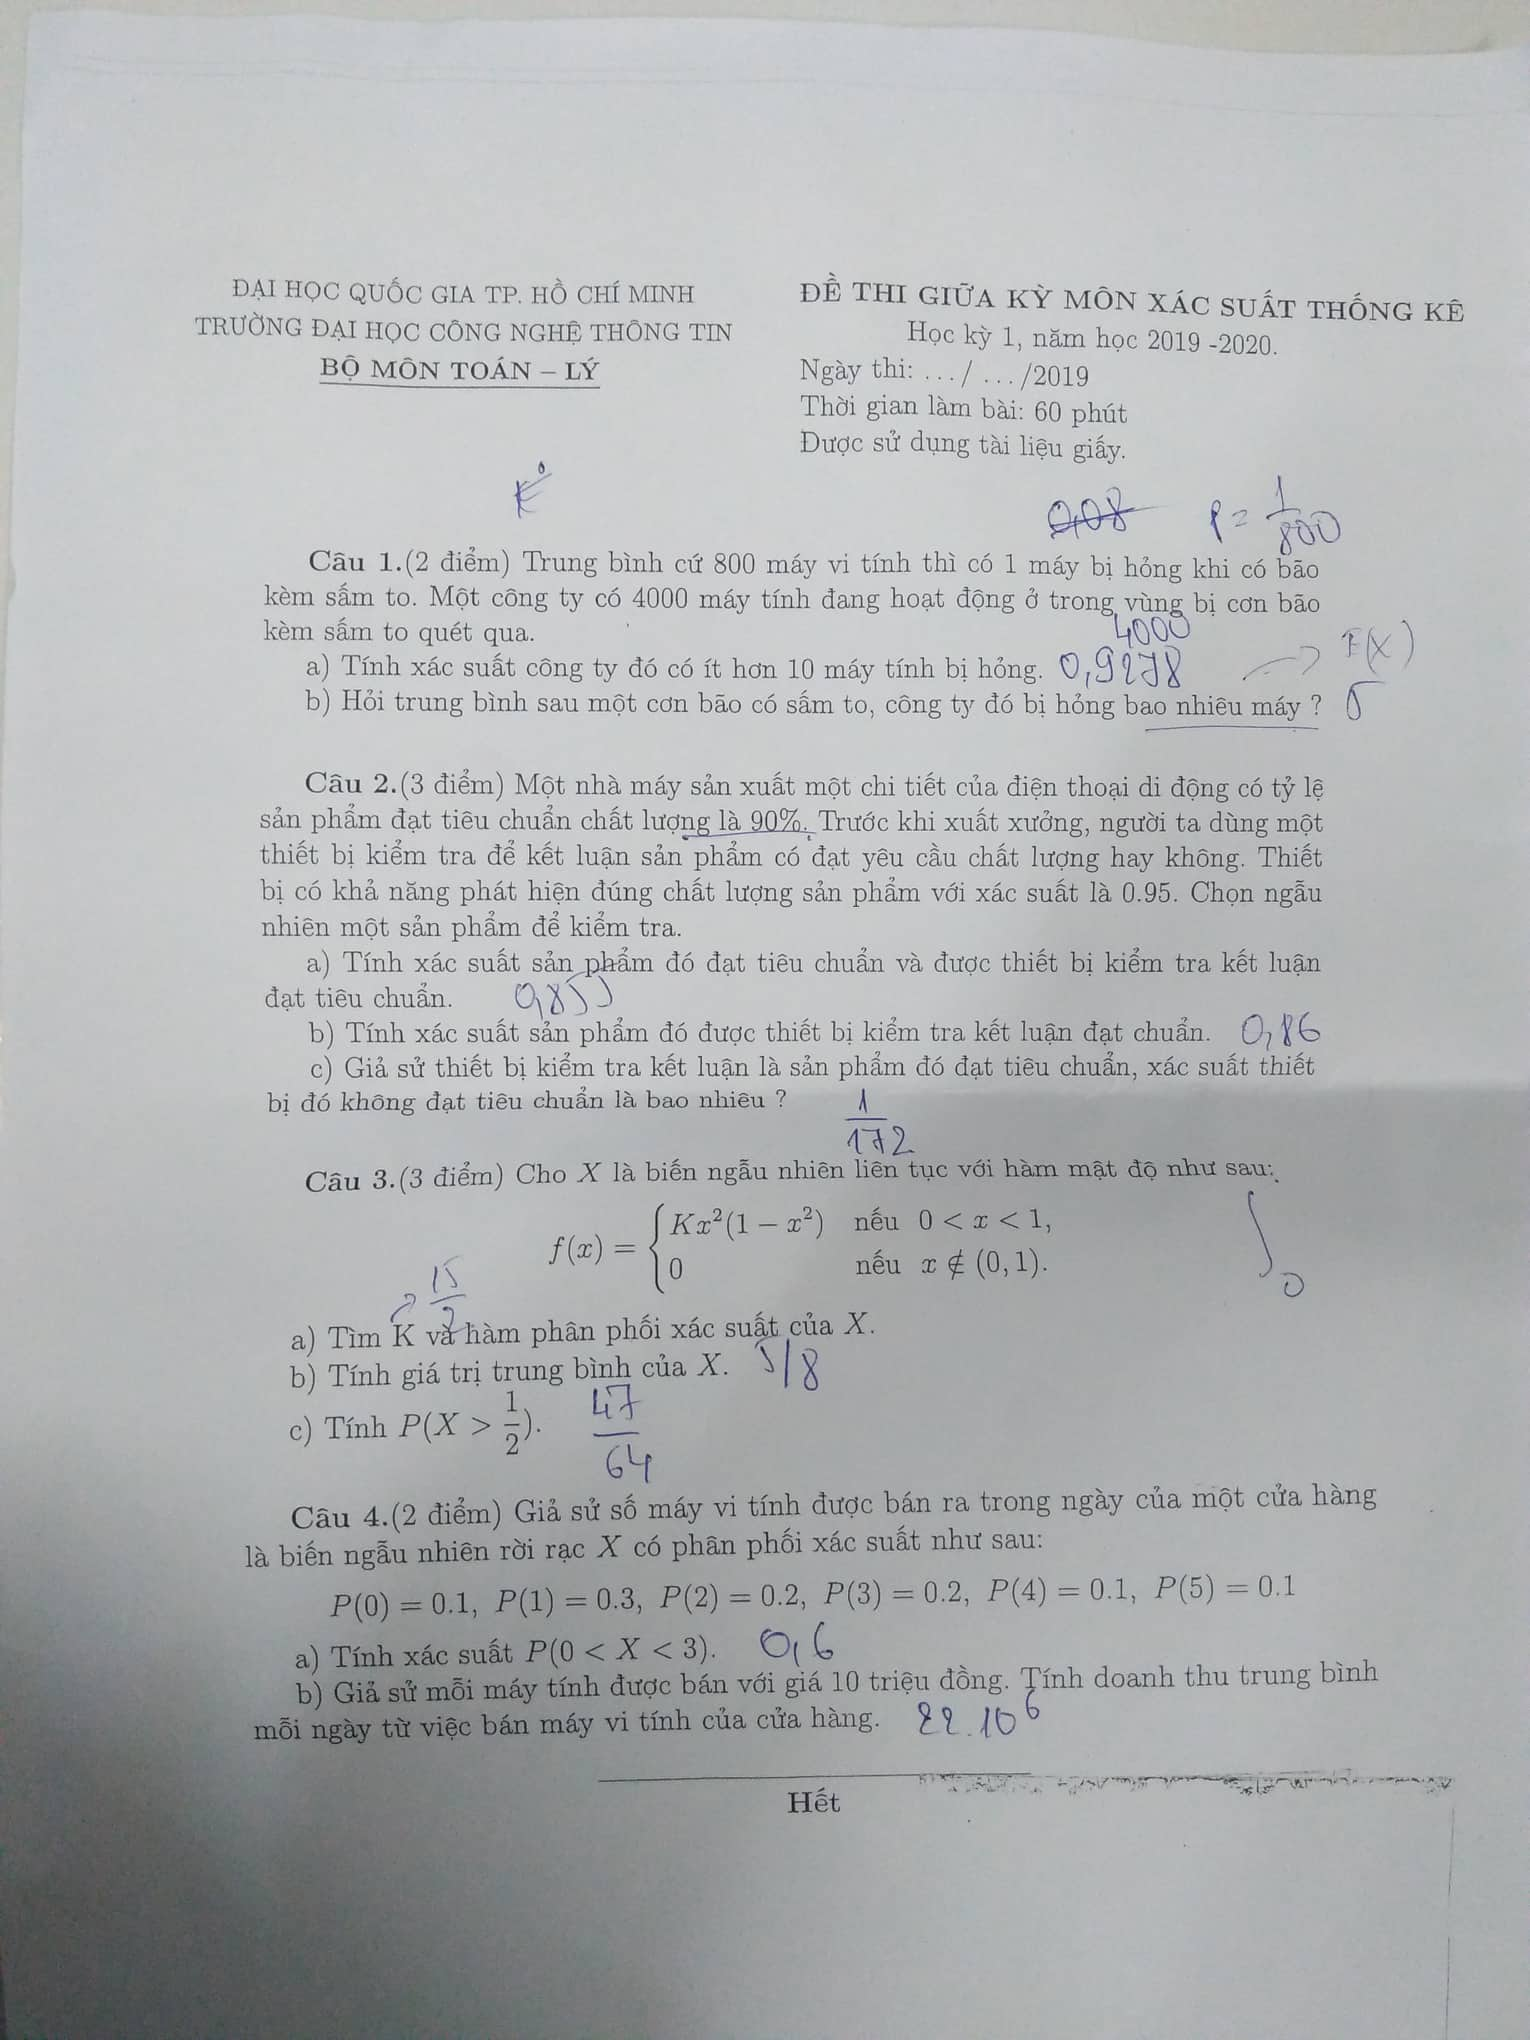 ĐẠI HỌC QUỐC GIA TP. HỒ CHÍ MINH
TRƯỜNG ĐẠI HỌC CÔNG NGHỆ THÔNG TIN
BỘ MÔN TOÁN – LÝ
ĐỀ THI GIỮA KỲ MÔN XÁC SUẤT THỐNG KÊ
Học kỳ 1, năm học 2019 -2020.
Ngày thi: .../ .../2019
Thời gian làm bài: 60 phút
Được sử dụng tài liệu giấy.
0,08 P = 1/800
Câu 1.(2 điểm) Trung bình cứ 800 máy vi tính thì có 1 máy bị hỏng khi có bão
kèm sấm to. Một công ty có 4000 máy tính đang hoạt động ở trong vùng bị cơn bão
kèm sấm to quét qua. 4000
a) Tính xác suất công ty đó có ít hơn 10 máy tính bị hỏng. 0,9278 → E(X)
b) Hỏi trung bình sau một cơn bão có sấm to, công ty đó bị hỏng bao nhiêu máy ? 5
Câu 2.(3 điểm) Một nhà máy sản xuất một chi tiết của điện thoại di động có tỷ lệ
sản phẩm đạt tiêu chuẩn chất lượng là 90%. Trước khi xuất xưởng, người ta dùng một
thiết bị kiểm tra để kết luận sản phẩm có đạt yêu cầu chất lượng hay không. Thiết
bị có khả năng phát hiện đúng chất lượng sản phẩm với xác suất là 0.95. Chọn ngẫu
nhiên một sản phẩm để kiểm tra.
a) Tính xác suất sản phẩm đó đạt tiêu chuẩn và được thiết bị kiểm tra kết luận
đạt tiêu chuẩn. 0,855
b) Tính xác suất sản phẩm đó được thiết bị kiểm tra kết luận đạt chuẩn. 0,86
c) Giả sử thiết bị kiểm tra kết luận là sản phẩm đó đạt tiêu chuẩn, xác suất thiết
bị đó không đạt tiêu chuẩn là bao nhiêu ? 1/172
Câu 3.(3 điểm) Cho X là biến ngẫu nhiên liên tục với hàm mật độ như sau:
f(x) = { Kx²(1 − x²) nếu 0 < x < 1,
0 nếu x ∉ (0, 1).
∫ 0
15/2
a) Tìm K và hàm phân phối xác suất của X.
b) Tính giá trị trung bình của X. 5/8
c) Tính P(X > 1/2). 47/64
Câu 4.(2 điểm) Giả sử số máy vi tính được bán ra trong ngày của một cửa hàng
là biến ngẫu nhiên rời rạc X có phân phối xác suất như sau:
P(0) = 0.1, P(1) = 0.3, P(2) = 0.2, P(3) = 0.2, P(4) = 0.1, P(5) = 0.1
a) Tính xác suất P(0 < X < 3). 0,6
b) Giả sử mỗi máy tính được bán với giá 10 triệu đồng. Tính doanh thu trung bình
mỗi ngày từ việc bán máy vi tính của cửa hàng. 22.10⁶
Hết